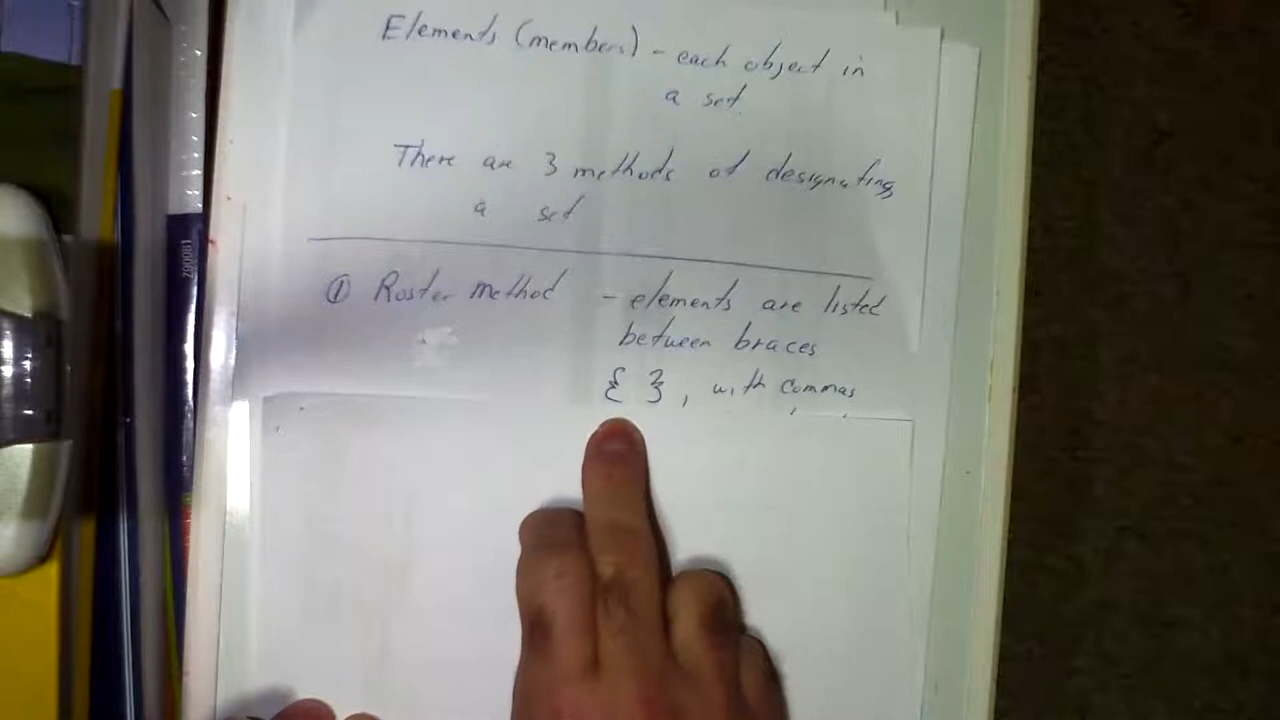 Elements (members) - each object in
a set
There are 3 methods of designating
a set
① Roster method - elements are listed
between braces
{ }, with commas